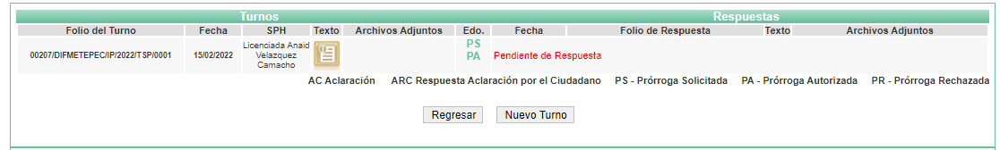 Turnos Respuestas
Folio del Turno Fecha SPH Texto Archivos Adjuntos Edo. Fecha Folio de Respuesta Texto Archivos Adjuntos
00207/DIFMETEPEC/IP/2022/TSP/0001 15/02/2022 Licenciada Anaid Velazquez Camacho PS PA Pendiente de Respuesta
AC Aclaración ARC Respuesta Aclaración por el Ciudadano PS - Prórroga Solicitada PA - Prórroga Autorizada PR - Prórroga Rechazada
Regresar Nuevo Turno